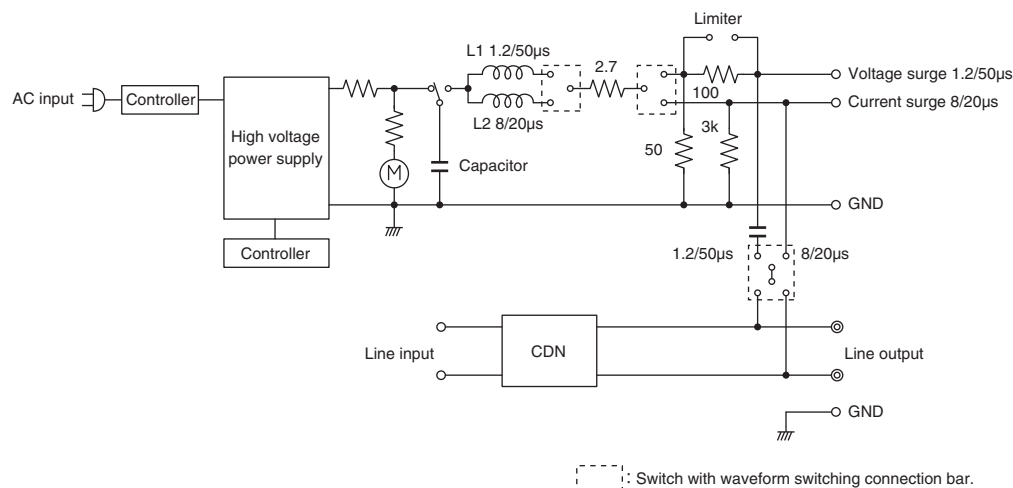 Limiter
L1 1.2/50µs
2.7
Voltage surge 1.2/50µs
AC input
Controller
100
Current surge 8/20µs
L2 8/20µs
3k
High voltage
power supply
50
M
Capacitor
GND
Controller
1.2/50µs
8/20µs
Line input
CDN
Line output
GND
: Switch with waveform switching connection bar.